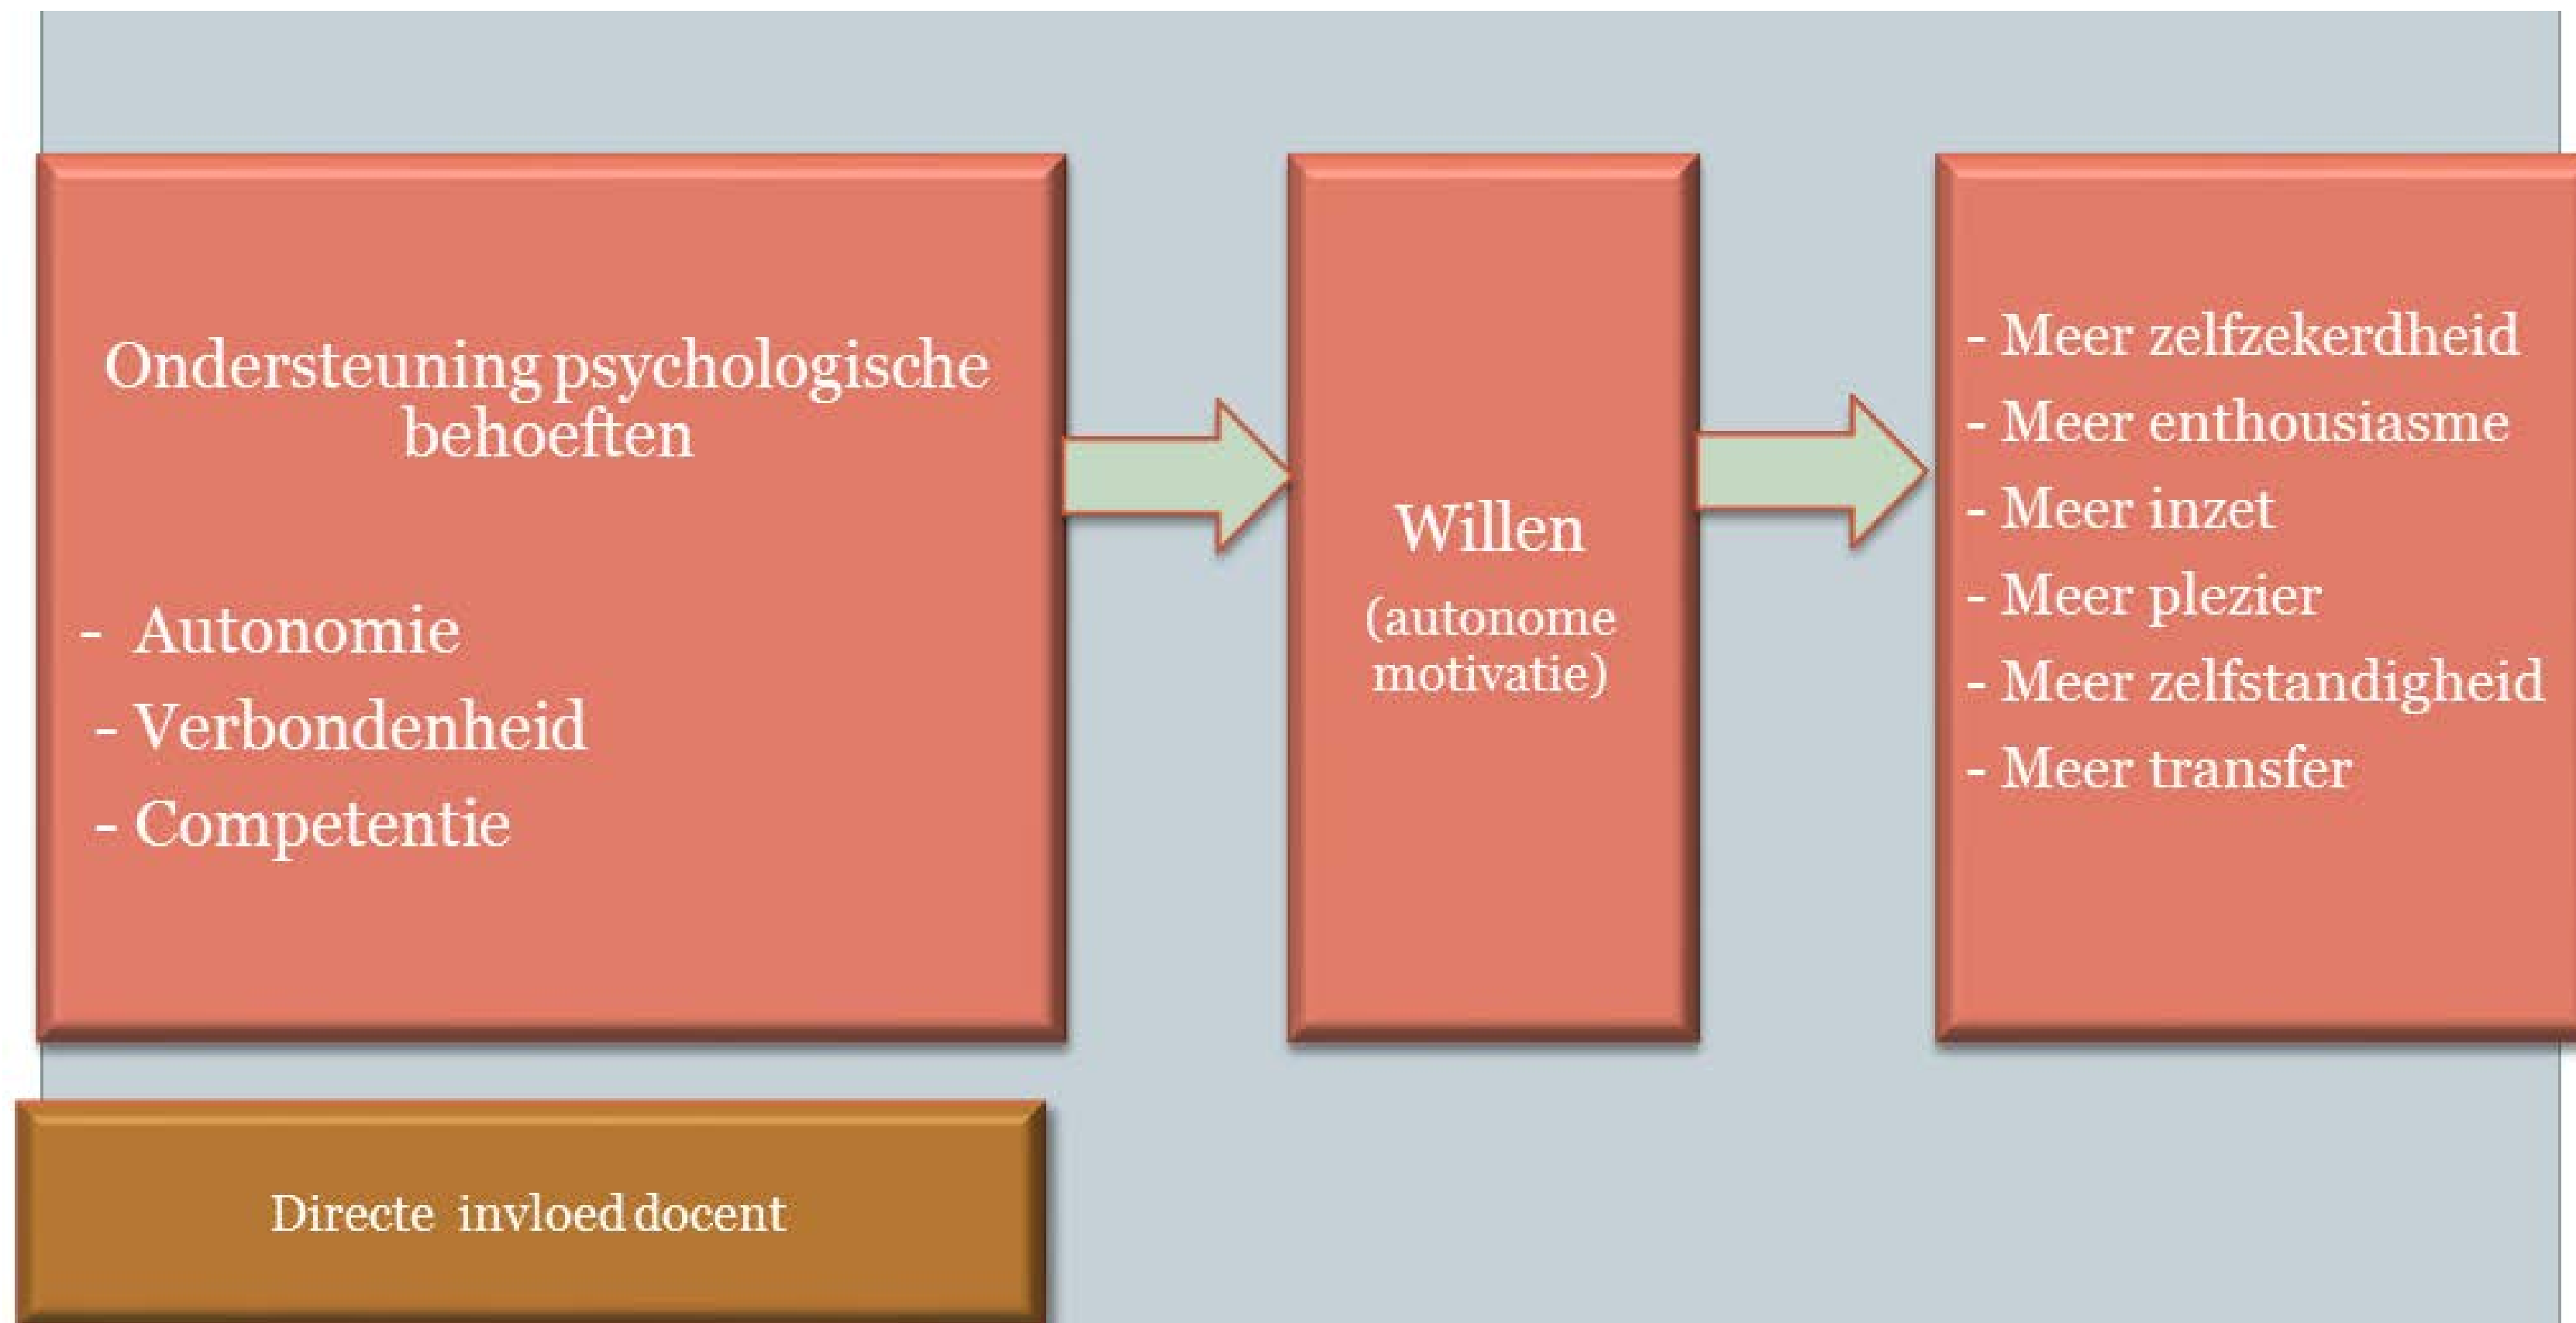 Ondersteuning psychologische
behoeften
- Autonomie
- Verbondenheid
- Competentie
Willen
(autonome
motivatie)
- Meer zelfzekerdheid
- Meer enthousiasme
- Meer inzet
- Meer plezier
- Meer zelfstandigheid
- Meer transfer
Directe invloed docent